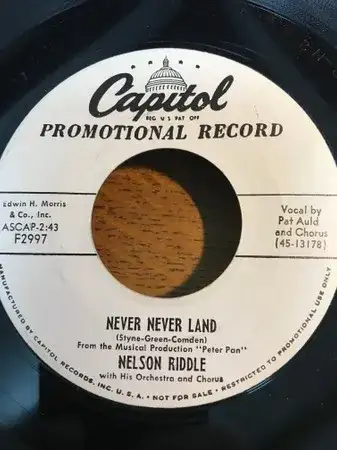 Capitol
REG U S PAT OFF
PROMOTIONAL RECORD
Edwin H. Morris
& Co., Inc.
ASCAP-2:43
F2997
Vocal by
Pat Auld
and Chorus
(45-13178)
NEVER NEVER LAND
(Styne-Green-Comden)
From the Musical Production "Peter Pan"
NELSON RIDDLE
with His Orchestra and Chorus
MANUFACTURED BY CAPITOL RECORDS, INC. U. S. A. • NOT FOR SALE • RESTRICTED TO PROMOTIONAL USE ONLY